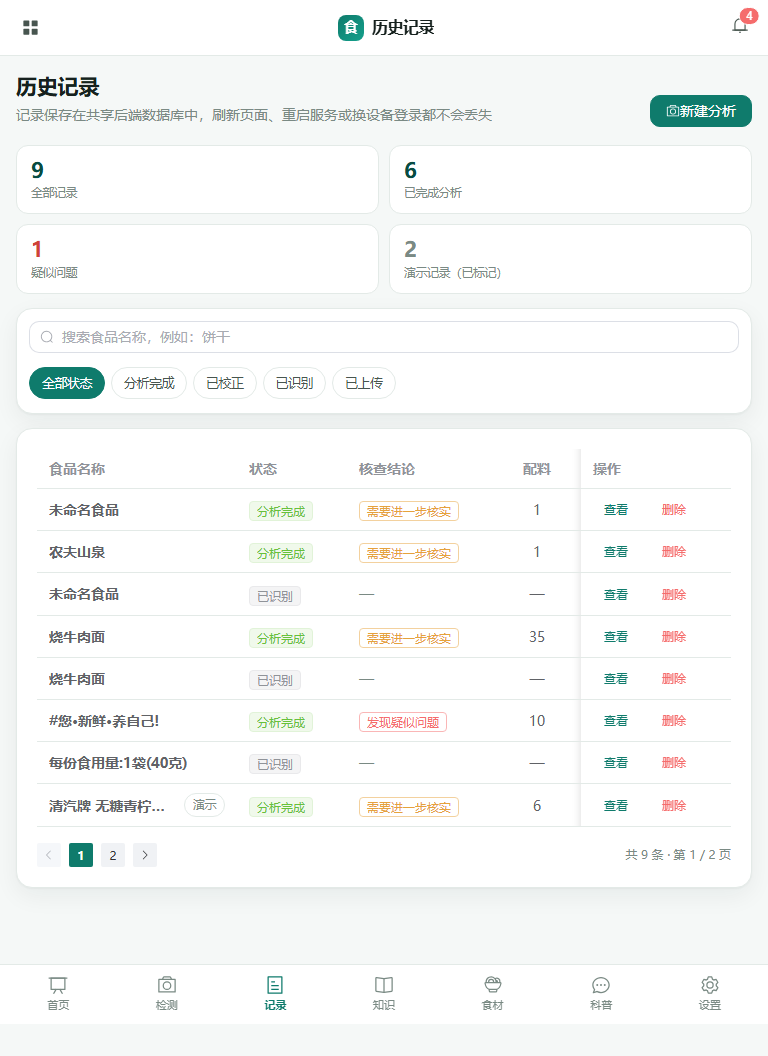 食 历史记录
4
历史记录
记录保存在共享后端数据库中，刷新页面、重启服务或换设备登录都不会丢失
新建分析
9
全部记录
6
已完成分析
1
疑似问题
2
演示记录（已标记）
搜索食品名称，例如：饼干
全部状态 分析完成 已校正 已识别 已上传
食品名称 状态 核查结论 配料 操作
未命名食品 分析完成 需要进一步核实 1 查看 删除
农夫山泉 分析完成 需要进一步核实 1 查看 删除
未命名食品 已识别 — — 查看 删除
烧牛肉面 分析完成 需要进一步核实 35 查看 删除
烧牛肉面 已识别 — — 查看 删除
#您•新鲜•养自己! 分析完成 发现疑似问题 10 查看 删除
每份食用量:1袋(40克) 已识别 — — 查看 删除
清汽牌 无糖青柠... 演示 分析完成 需要进一步核实 6 查看 删除
1 2 共 9 条 · 第 1 / 2 页
首页 检测 记录 知识 食材 科普 设置